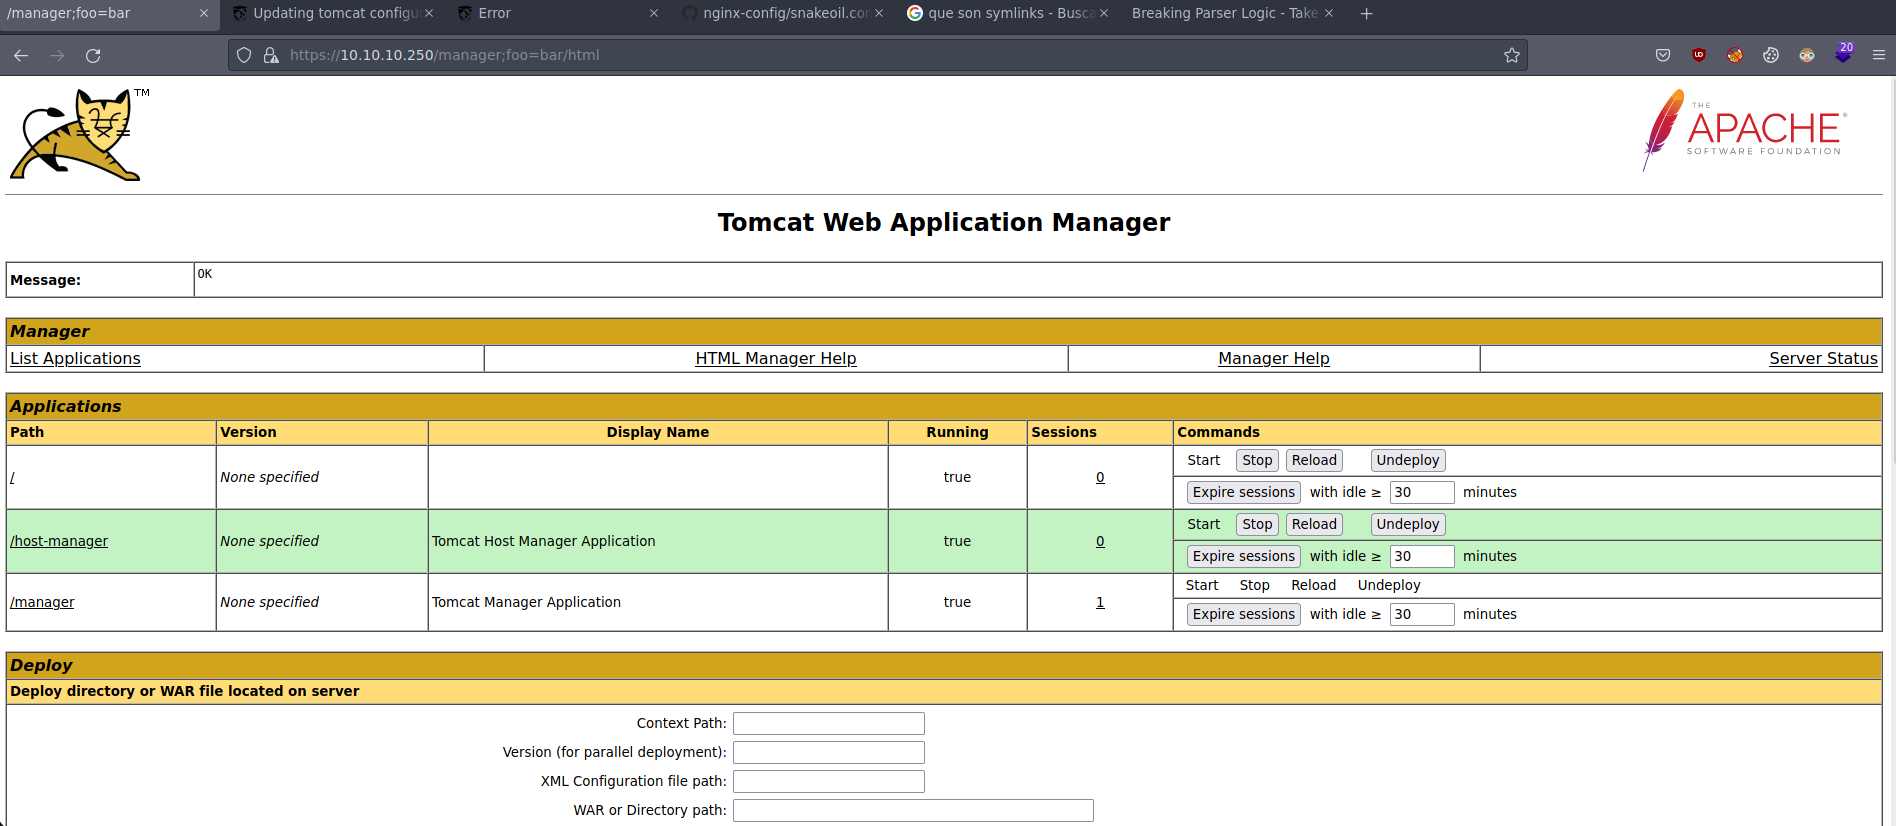 /manager;foo=bar
Updating tomcat configu
Error
nginx-config/snakeoil.con
que son symlinks - Busca
Breaking Parser Logic - Take
https://10.10.10.250/manager;foo=bar/html
20
TM
THE
APACHE®
SOFTWARE FOUNDATION
Tomcat Web Application Manager
Message: OK
Manager
List Applications HTML Manager Help Manager Help Server Status
Applications
Path Version Display Name Running Sessions Commands
/ None specified true 0 Start Stop Reload Undeploy
Expire sessions with idle ≥ 30 minutes
/host-manager None specified Tomcat Host Manager Application true 0 Start Stop Reload Undeploy
Expire sessions with idle ≥ 30 minutes
/manager None specified Tomcat Manager Application true 1 Start Stop Reload Undeploy
Expire sessions with idle ≥ 30 minutes
Deploy
Deploy directory or WAR file located on server
Context Path:
Version (for parallel deployment):
XML Configuration file path:
WAR or Directory path: